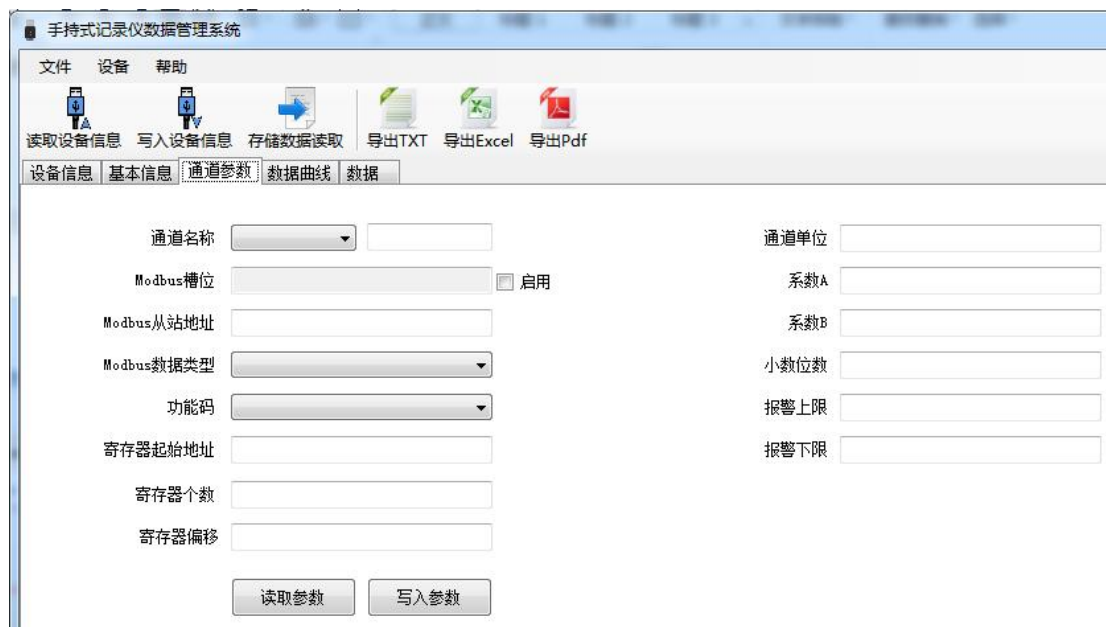 手持式记录仪数据管理系统
文件 设备 帮助
读取设备信息 写入设备信息 存储数据读取 导出TXT 导出Excel 导出Pdf
设备信息 基本信息 通道参数 数据曲线 数据
通道名称 通道单位
Modbus槽位 启用 系数A
Modbus从站地址 系数B
Modbus数据类型 小数位数
功能码 报警上限
寄存器起始地址 报警下限
寄存器个数
寄存器偏移
读取参数 写入参数